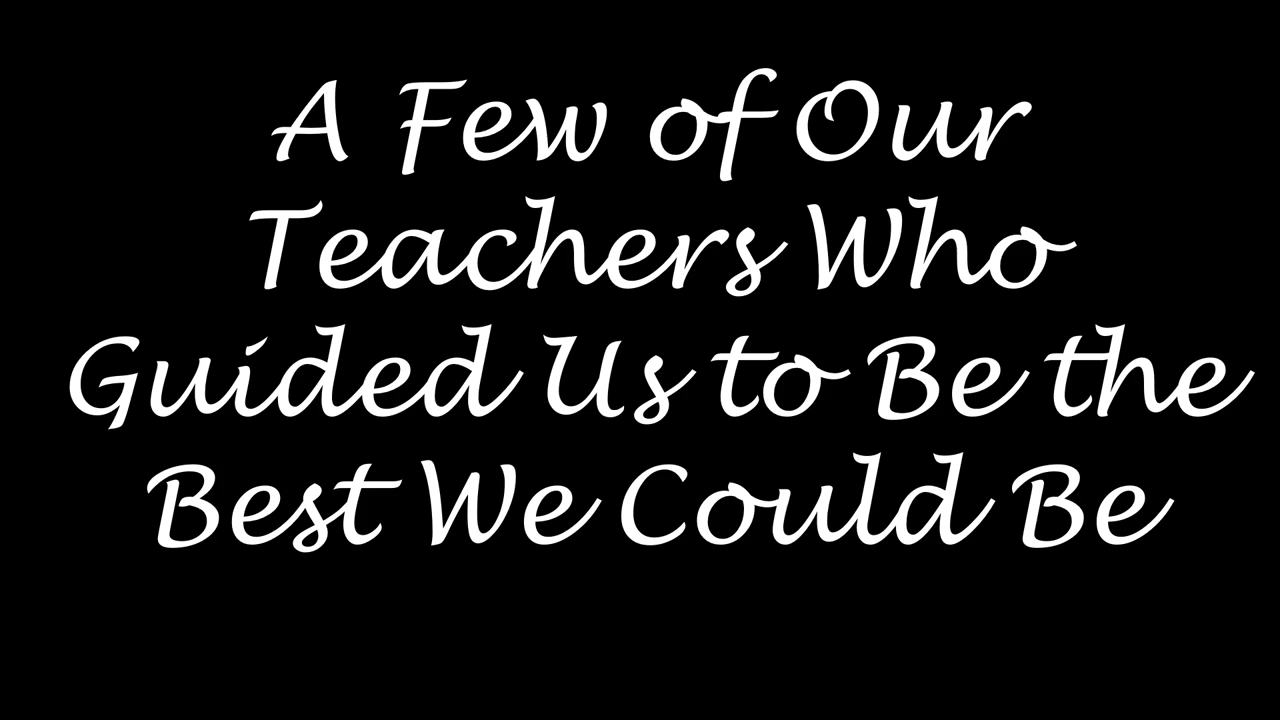 A Few of Our
Teachers Who
Guided Us to Be the
Best We Could Be